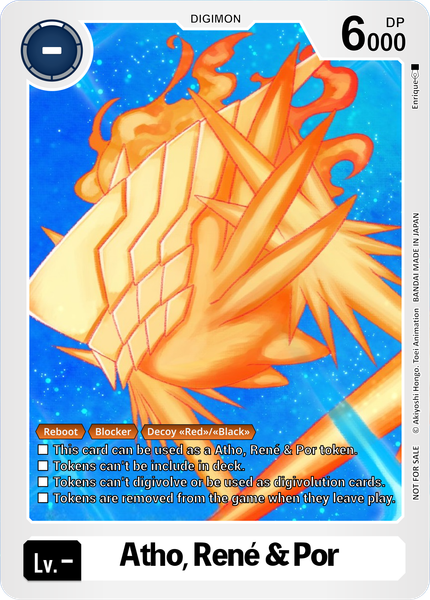 DIGIMON
-
6000
DP
Enrique
Reboot Blocker Decoy «Red»/«Black»
This card can be used as a Atho, René & Por token.
Tokens can't be include in deck.
Tokens can't digivolve or be used as digivolution cards.
Tokens are removed from the game when they leave play.
NOT FOR SALE © Akiyoshi Hongo. Toei Animation BANDAI MADE IN JAPAN
Lv.-
Atho, René & Por